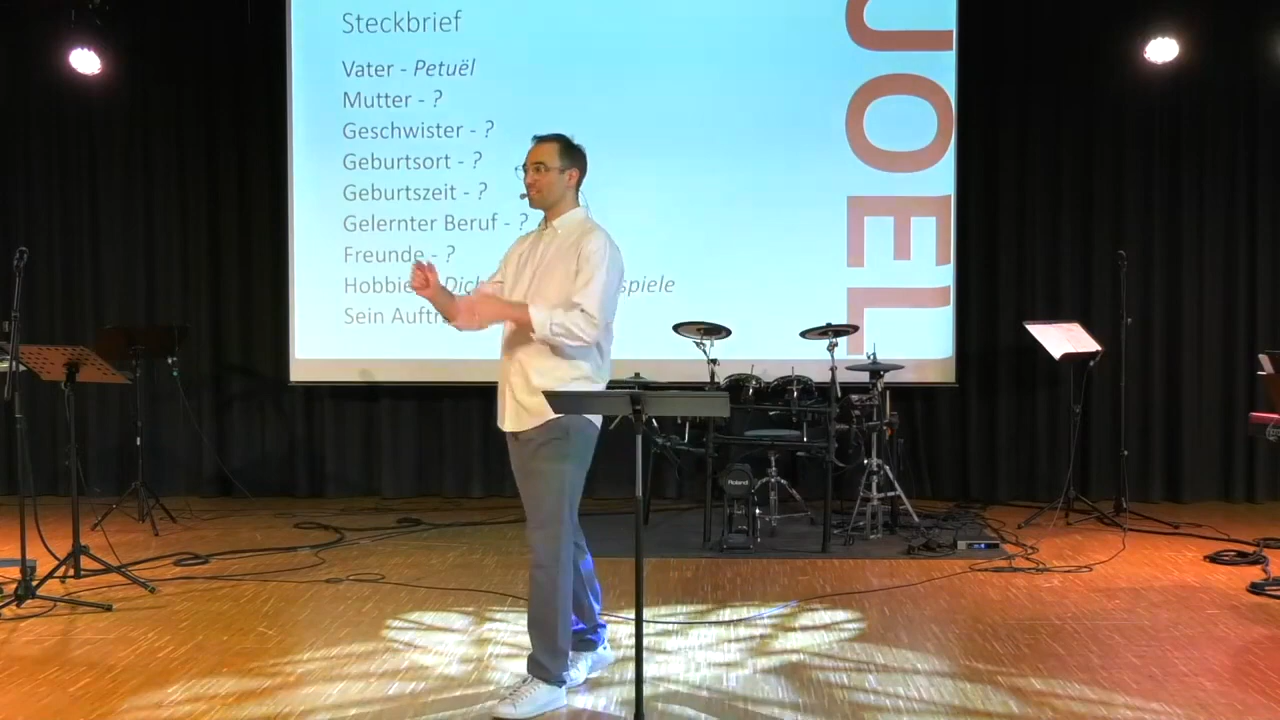 Steckbrief
Vater - Petuël
Mutter - ?
Geschwister - ?
Geburtsort - ?
Geburtszeit - ?
Gelernter Beruf - ?
Freunde - ?
JOEL
Roland